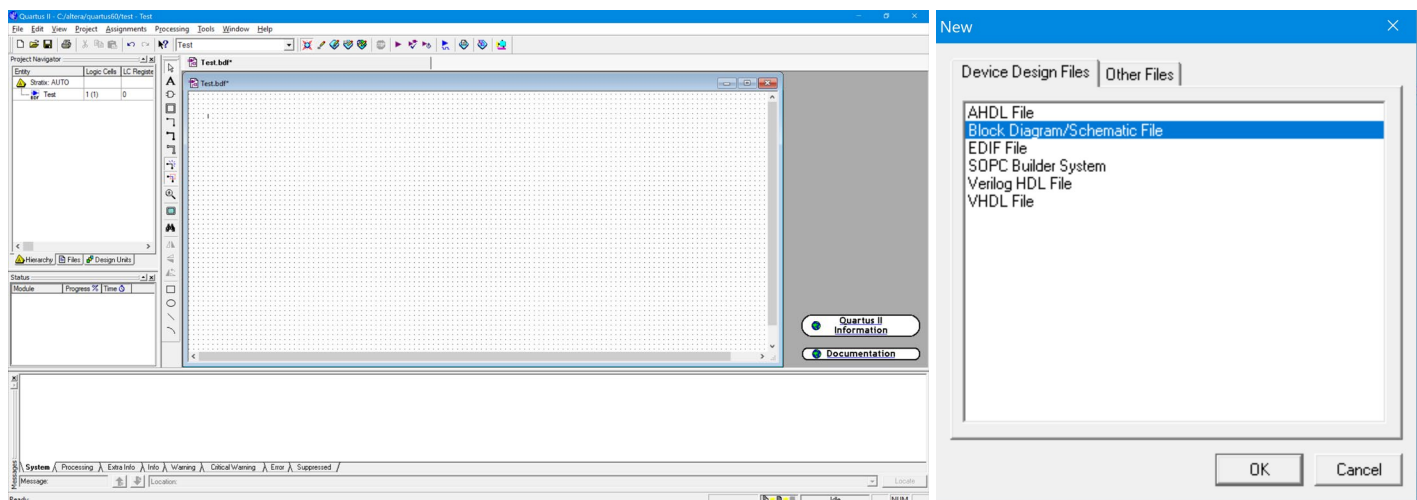 Quartus II - C:/altera/quartus60/test - Test
File Edit View Project Assignments Processing Tools Window Help
Test
Project Navigator
Entity Logic Cells LC Registe
Stratix: AUTO
Test 1 (1) 0
Hierarchy Files Design Units
Status
Module Progress % Time
Test.bdf*
Test.bdf*
Quartus II
Information
Documentation
System Processing Extra Info Info Warning Critical Warning Error Suppressed
Messages
Message: Location: Locate
Ready Idle NUM
New
Device Design Files Other Files
AHDL File
Block Diagram/Schematic File
EDIF File
SOPC Builder System
Verilog HDL File
VHDL File
OK Cancel